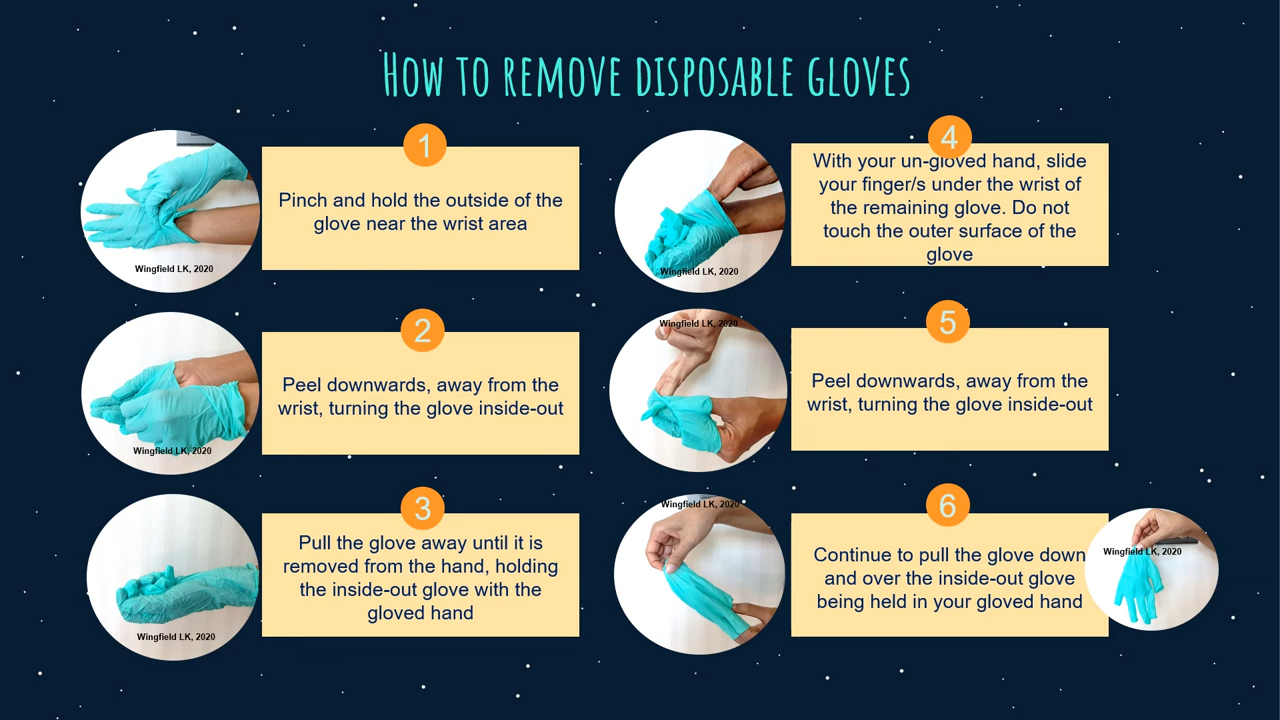 How to remove disposable gloves
1
Pinch and hold the outside of the
glove near the wrist area
Wingfield LK, 2020
2
Peel downwards, away from the
wrist, turning the glove inside-out
Wingfield LK, 2020
3
Pull the glove away until it is
removed from the hand, holding
the inside-out glove with the
gloved hand
Wingfield LK, 2020
4
With your un-gloved hand, slide
your finger/s under the wrist of
the remaining glove. Do not
touch the outer surface of the
glove
Wingfield LK, 2020
5
Wingfield LK, 2020
Peel downwards, away from the
wrist, turning the glove inside-out
6
Wingfield LK, 2020
Continue to pull the glove down
and over the inside-out glove
being held in your gloved hand
Wingfield LK, 2020